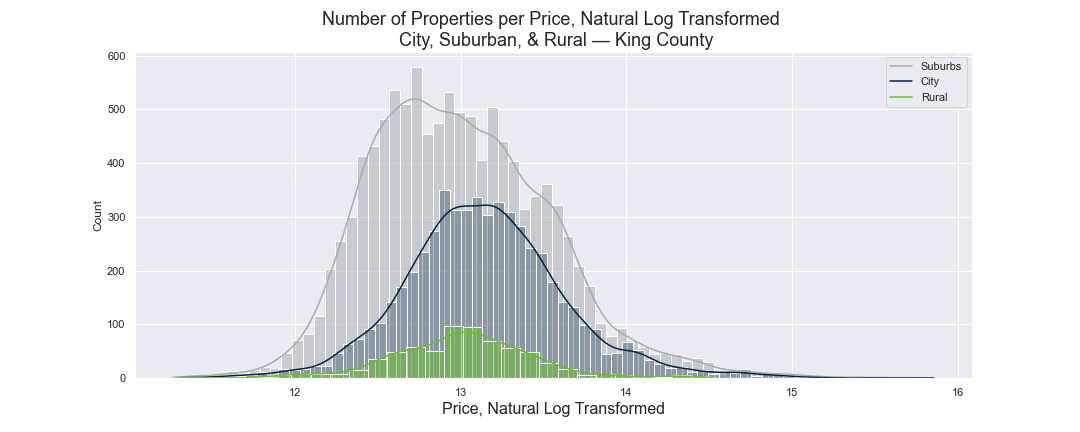 Number of Properties per Price, Natural Log Transformed
City, Suburban, & Rural — King County
600
500
400
300
200
100
0
Count
Suburbs
City
Rural
12
13
14
15
16
Price, Natural Log Transformed